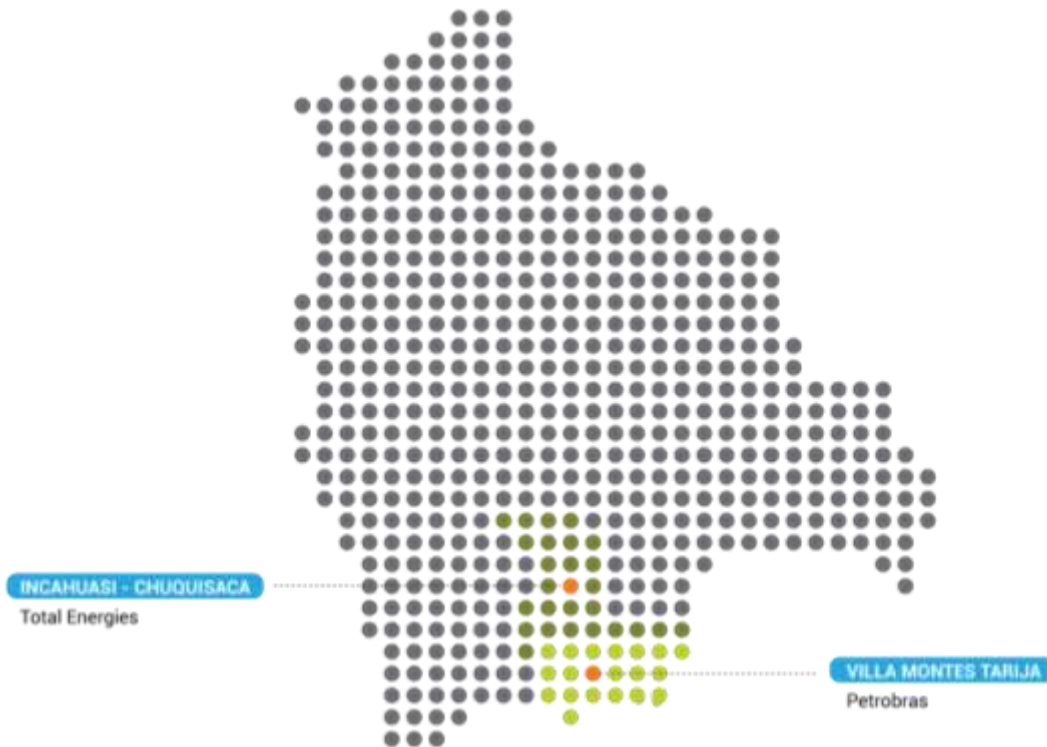 INCAHUASI - CHUQUISACA
Total Energies
VILLA MONTES TARIJA
Petrobras